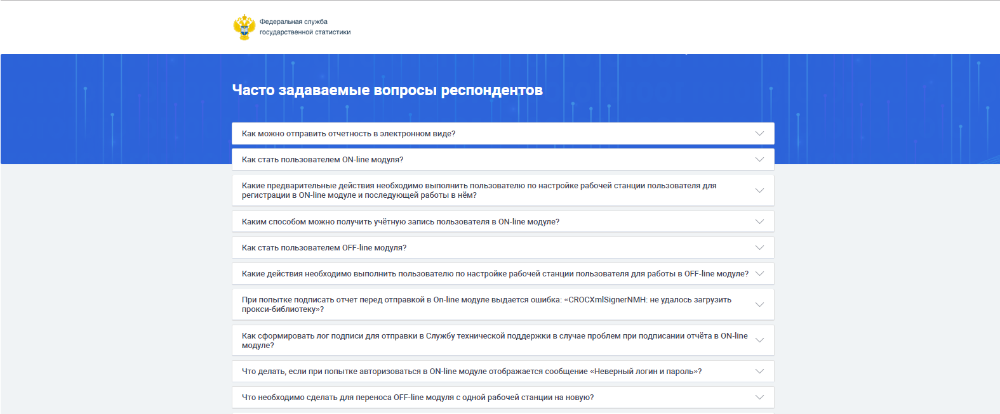 Федеральная служба
государственной статистики
Часто задаваемые вопросы респондентов
Как можно отправить отчетность в электронном виде?
Как стать пользователем ON-line модуля?
Какие предварительные действия необходимо выполнить пользователю по настройке рабочей станции пользователя для
регистрации в ON-line модуле и последующей работы в нём?
Каким способом можно получить учётную запись пользователя в ON-line модуле?
Как стать пользователем OFF-line модуля?
Какие действия необходимо выполнить пользователю по настройке рабочей станции пользователя для работы в OFF-line модуле?
При попытке подписать отчет перед отправкой в On-line модуле выдается ошибка: «CROCXmlSignerNMH: не удалось загрузить
прокси-библиотеку»?
Как сформировать лог подписи для отправки в Службу технической поддержки в случае проблем при подписании отчёта в ON-line
модуле?
Что делать, если при попытке авторизоваться в ON-line модуле отображается сообщение «Неверный логин и пароль»?
Что необходимо сделать для переноса OFF-line модуля с одной рабочей станции на новую?